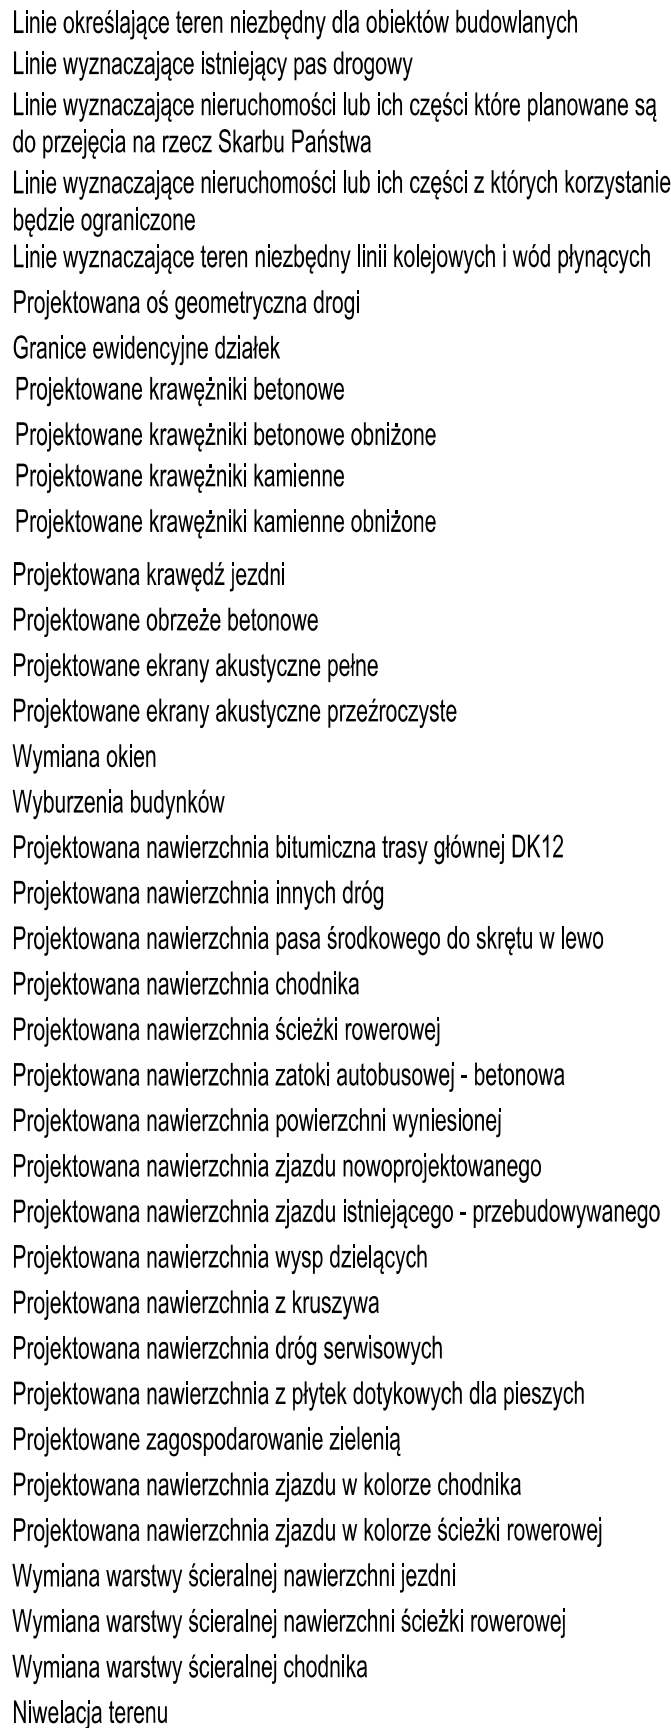 Linie określające teren niezbędny dla obiektów budowlanych
Linie wyznaczające istniejący pas drogowy
Linie wyznaczające nieruchomości lub ich części które planowane są
do przejęcia na rzecz Skarbu Państwa
Linie wyznaczające nieruchomości lub ich części z których korzystanie
będzie ograniczone
Linie wyznaczające teren niezbędny linii kolejowych i wód płynących
Projektowana oś geometryczna drogi
Granice ewidencyjne działek
Projektowane krawężniki betonowe
Projektowane krawężniki betonowe obniżone
Projektowane krawężniki kamienne
Projektowane krawężniki kamienne obniżone
Projektowana krawędź jezdni
Projektowane obrzeże betonowe
Projektowane ekrany akustyczne pełne
Projektowane ekrany akustyczne przeźroczyste
Wymiana okien
Wyburzenia budynków
Projektowana nawierzchnia bitumiczna trasy głównej DK12
Projektowana nawierzchnia innych dróg
Projektowana nawierzchnia pasa środkowego do skrętu w lewo
Projektowana nawierzchnia chodnika
Projektowana nawierzchnia ścieżki rowerowej
Projektowana nawierzchnia zatoki autobusowej - betonowa
Projektowana nawierzchnia powierzchni wyniesionej
Projektowana nawierzchnia zjazdu nowoprojektowanego
Projektowana nawierzchnia zjazdu istniejącego - przebudowywanego
Projektowana nawierzchnia wysp dzielących
Projektowana nawierzchnia z kruszywa
Projektowana nawierzchnia dróg serwisowych
Projektowana nawierzchnia z płytek dotykowych dla pieszych
Projektowane zagospodarowanie zielenią
Projektowana nawierzchnia zjazdu w kolorze chodnika
Projektowana nawierzchnia zjazdu w kolorze ścieżki rowerowej
Wymiana warstwy ścieralnej nawierzchni jezdni
Wymiana warstwy ścieralnej nawierzchni ścieżki rowerowej
Wymiana warstwy ścieralnej chodnika
Niwelacja terenu